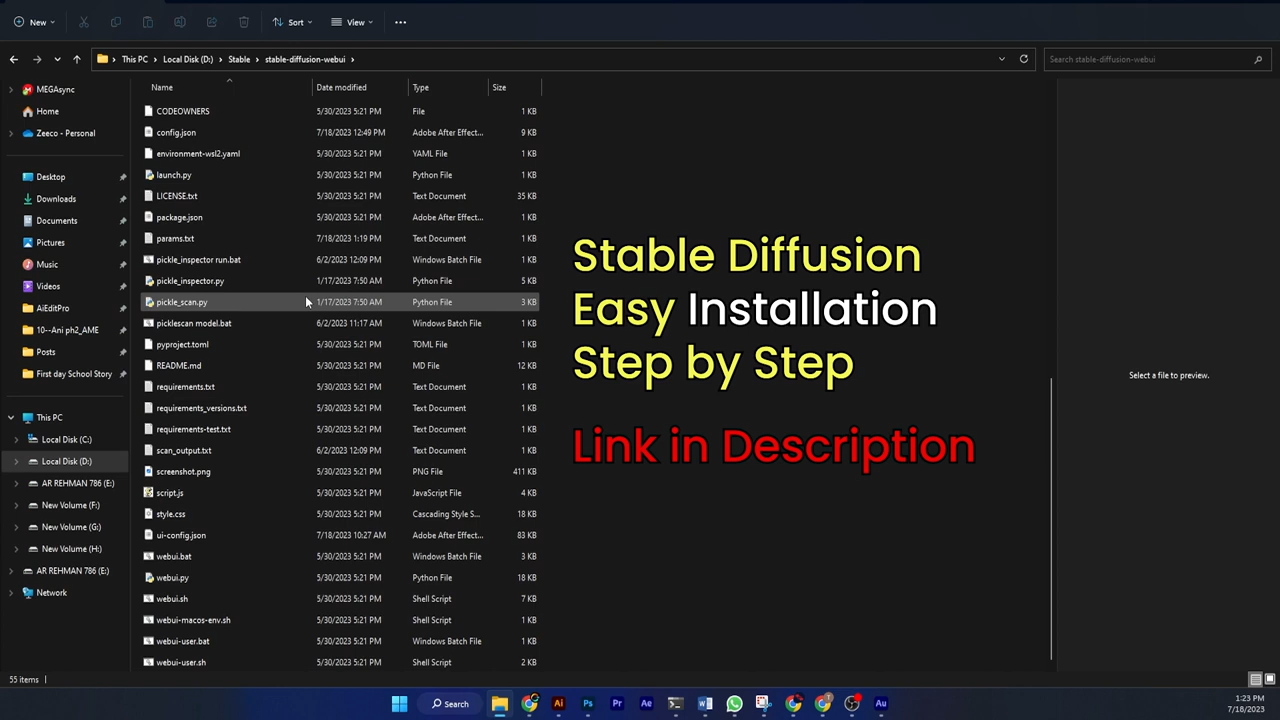 New
Sort
View
This PC
Local Disk (D:)
Stable
stable-diffusion-webui
Search stable-diffusion-webui
MEGAsync
Home
Zeeco - Personal
Desktop
Downloads
Documents
Pictures
Music
Videos
AiEditPro
10--Ani ph2_AME
Posts
First day School Story
This PC
Local Disk (C:)
Local Disk (D:)
AR REHMAN 786 (E:)
New Volume (F:)
New Volume (G:)
New Volume (H:)
AR REHMAN 786 (E:)
Network
Name Date modified Type Size
CODEOWNERS 5/30/2023 5:21 PM File 1 KB
config.json 7/18/2023 12:49 PM Adobe After Effect... 9 KB
environment-wsl2.yaml 5/30/2023 5:21 PM YAML File 1 KB
launch.py 5/30/2023 5:21 PM Python File 1 KB
LICENSE.txt 5/30/2023 5:21 PM Text Document 35 KB
package.json 5/30/2023 5:21 PM Adobe After Effect... 1 KB
params.txt 7/18/2023 1:19 PM Text Document 1 KB
pickle_inspector run.bat 6/2/2023 12:09 PM Windows Batch File 1 KB
pickle_inspector.py 1/17/2023 7:50 AM Python File 5 KB
pickle_scan.py 1/17/2023 7:50 AM Python File 3 KB
picklescan model.bat 6/2/2023 11:17 AM Windows Batch File 1 KB
pyproject.toml 5/30/2023 5:21 PM TOML File 1 KB
README.md 5/30/2023 5:21 PM MD File 12 KB
requirements.txt 5/30/2023 5:21 PM Text Document 1 KB
requirements_versions.txt 5/30/2023 5:21 PM Text Document 1 KB
requirements-test.txt 5/30/2023 5:21 PM Text Document 1 KB
scan_output.txt 6/2/2023 12:09 PM Text Document 1 KB
screenshot.png 5/30/2023 5:21 PM PNG File 411 KB
script.js 5/30/2023 5:21 PM JavaScript File 4 KB
style.css 5/30/2023 5:21 PM Cascading Style S... 18 KB
ui-config.json 7/18/2023 10:27 AM Adobe After Effect... 83 KB
webui.bat 5/30/2023 5:21 PM Windows Batch File 3 KB
webui.py 5/30/2023 5:21 PM Python File 18 KB
webui.sh 5/30/2023 5:21 PM Shell Script 7 KB
webui-macos-env.sh 5/30/2023 5:21 PM Shell Script 1 KB
webui-user.bat 5/30/2023 5:21 PM Windows Batch File 1 KB
webui-user.sh 5/30/2023 5:21 PM Shell Script 2 KB
Stable Diffusion
Easy Installation
Step by Step
Link in Description
Select a file to preview.
55 items
Search
Ai
Ps
Pr
Ae
Au
1:23 PM
7/18/2023